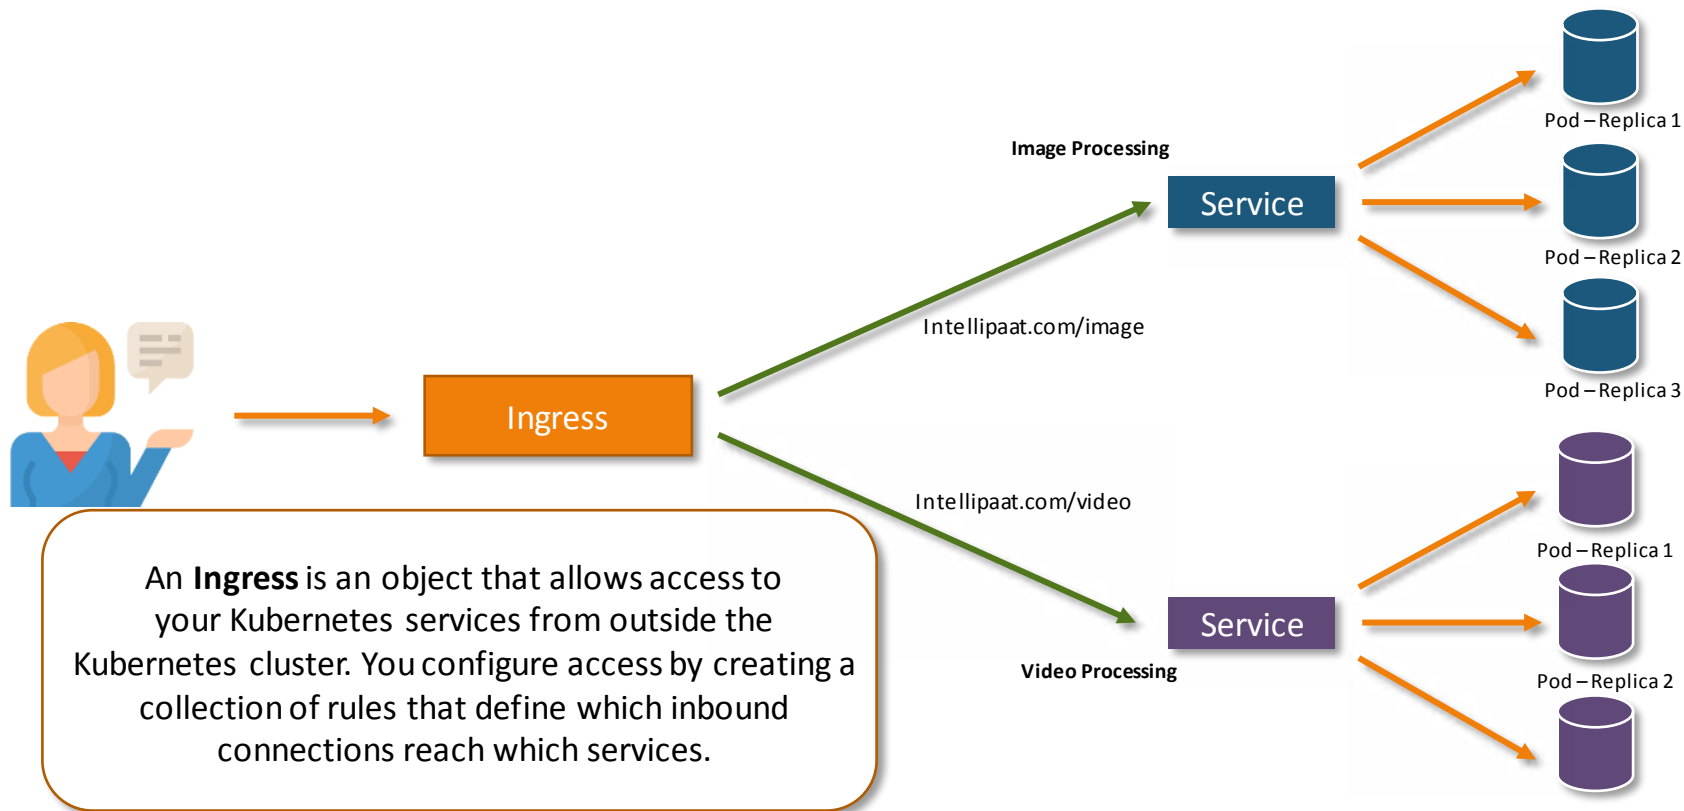 Pod – Replica 1
Image Processing
Service
Pod – Replica 2
Intellipaat.com/image
Pod – Replica 3
Ingress
Intellipaat.com/video
Pod – Replica 1
Service
Video Processing
Pod – Replica 2
An Ingress is an object that allows access to
your Kubernetes services from outside the
Kubernetes cluster. You configure access by creating a
collection of rules that define which inbound
connections reach which services.